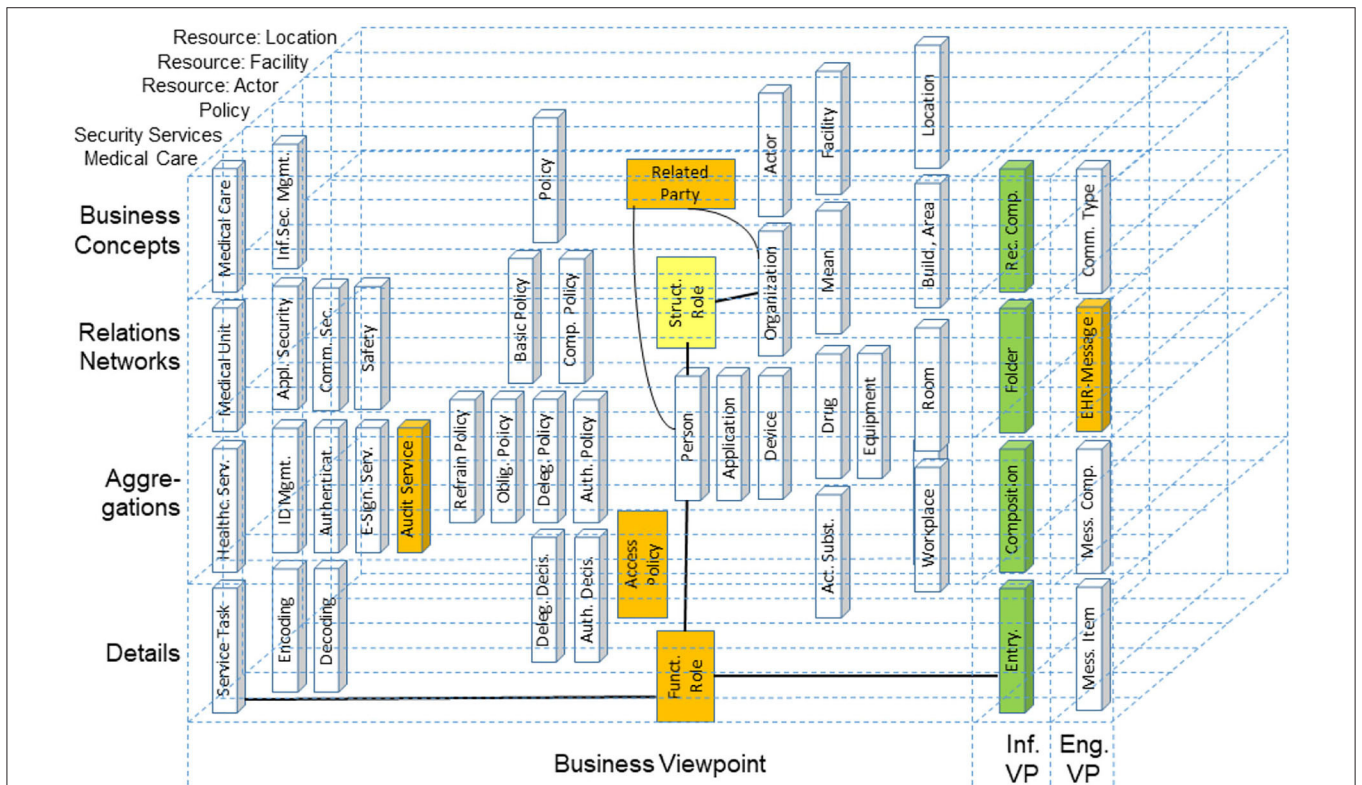 Resource: Location
Resource: Facility
Resource: Actor
Policy
Security Services
Medical Care
Business
Concepts
Medical Care
Inf.Sec. Mgmt.
Policy
Related
Party
Actor
Facility
Location
Rec. Comp.
Comm. Type
Relations
Networks
Medical Unit
Appl. Security
Comm. Sec.
Safety
Basic Policy
Comp. Policy
Struct.
Role
Organization
Mean
Build., Area
Folder
EHR-Message
Aggre-
gations
Healthc. Serv.
ID Mgmt.
Authenticat.
E-Sign. Serv.
Audit Service
Refrain Policy
Oblig. Policy
Deleg. Policy
Auth. Policy
Person
Application
Device
Drug
Equipment
Room
Composition
Mess. Comp.
Details
Service-Task
Encoding
Decoding
Deleg. Decis.
Auth. Decis.
Access
Policy
Funct.
Role
Act. Subst.
Workplace
Entry.
Mess. Item
Business Viewpoint
Inf.
VP
Eng.
VP